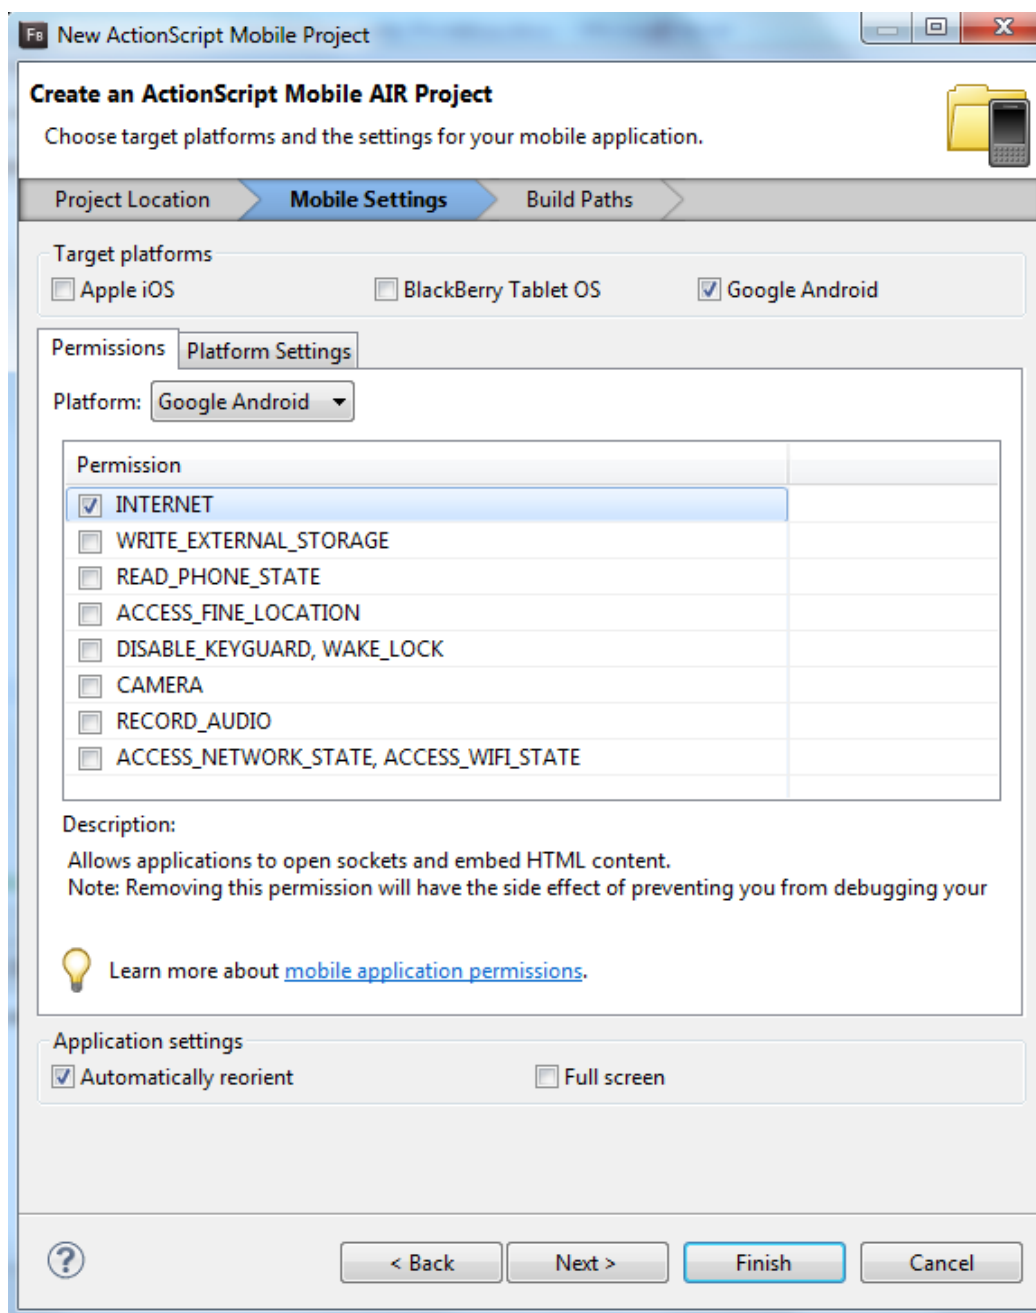 FB New ActionScript Mobile Project
Create an ActionScript Mobile AIR Project
Choose target platforms and the settings for your mobile application.
Project Location Mobile Settings Build Paths
Target platforms
Apple iOS BlackBerry Tablet OS Google Android
Permissions Platform Settings
Platform: Google Android
Permission
INTERNET
WRITE_EXTERNAL_STORAGE
READ_PHONE_STATE
ACCESS_FINE_LOCATION
DISABLE_KEYGUARD, WAKE_LOCK
CAMERA
RECORD_AUDIO
ACCESS_NETWORK_STATE, ACCESS_WIFI_STATE
Description:
Allows applications to open sockets and embed HTML content.
Note: Removing this permission will have the side effect of preventing you from debugging your
Learn more about mobile application permissions.
Application settings
Automatically reorient Full screen
? < Back Next > Finish Cancel